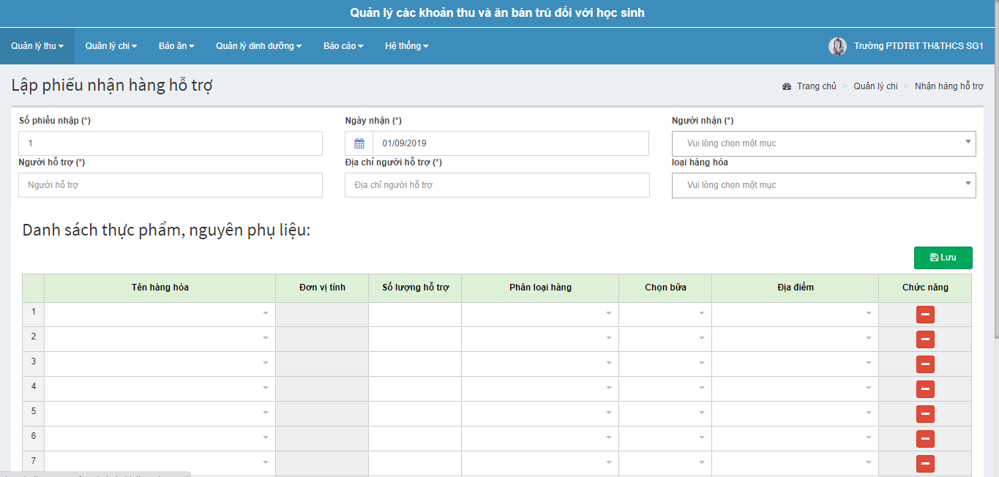 Quản lý các khoản thu và ăn bán trú đối với học sinh
Quản lý thu Quản lý chi Báo ăn Quản lý dinh dưỡng Báo cáo Hệ thống Trường PTDTBT TH&THCS SG1
Lập phiếu nhận hàng hỗ trợ
Trang chủ > Quản lý chi > Nhận háng hỗ trợ
Số phiếu nhập (*) Ngày nhận (*) Người nhận (*)
1 01/09/2019 Vui lòng chọn một mục
Người hỗ trợ (*) Địa chỉ người hỗ trợ (*) loại hàng hóa
Người hỗ trợ Địa chỉ người hỗ trợ Vui lòng chọn một mục
Danh sách thực phẩm, nguyên phụ liệu:
Lưu
Tên hàng hóa Đơn vị tính Số lượng hỗ trợ Phân loại hàng Chọn bữa Địa điểm Chức năng
1
2
3
4
5
6
7